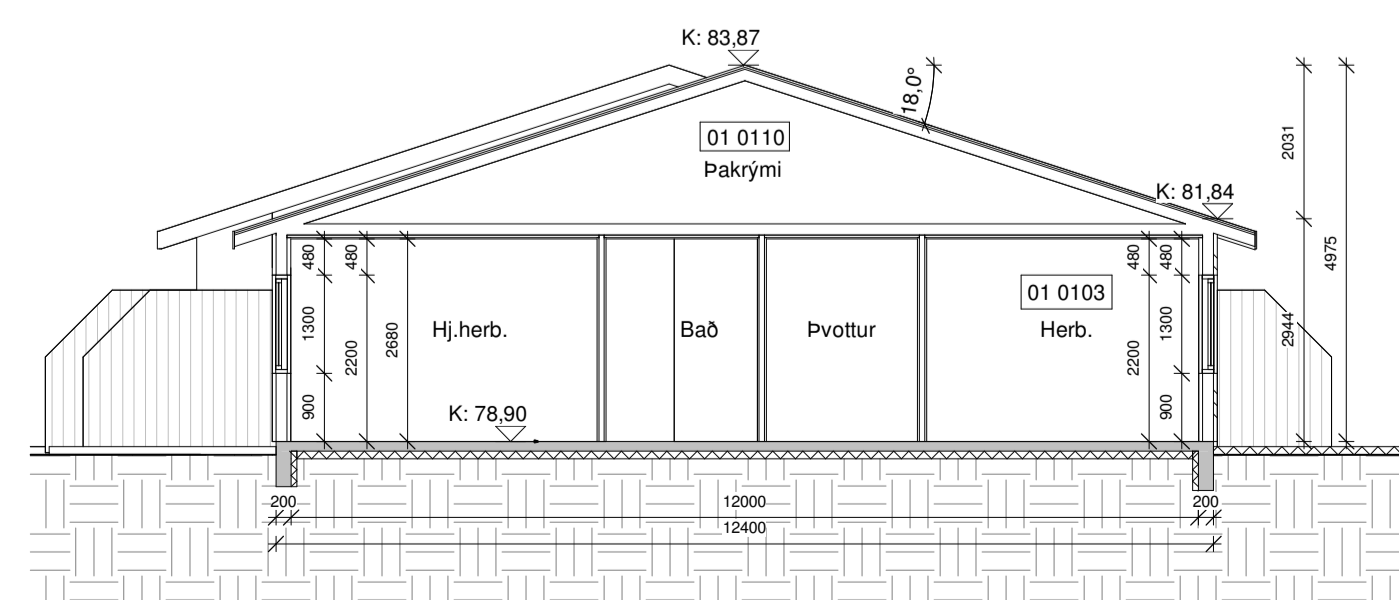 K: 83,87
18,0°
01 0110
Þakrými
K: 81,84
2031
4975
2944
480
1300
900
480
2200
2680
Hj.herb.
Bað
Þvottur
01 0103
Herb.
480
2200
480
1300
900
K: 78,90
200
12000
200
12400